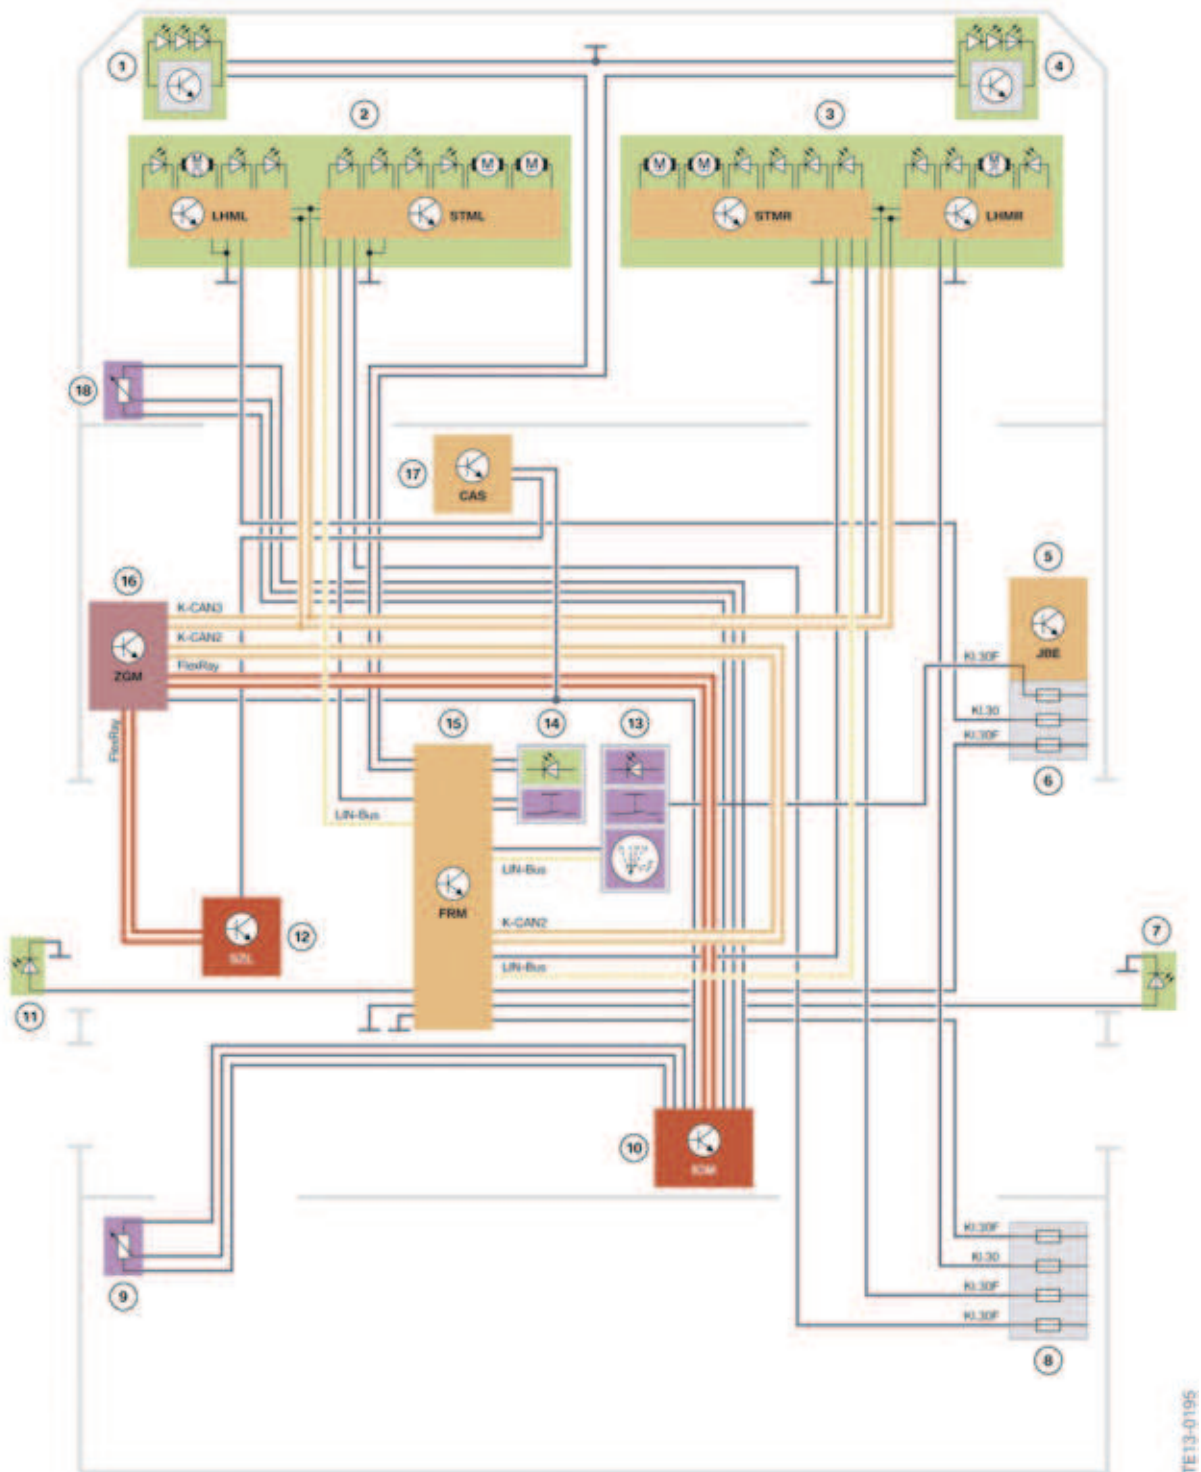 1
4
2
3
LHML
STML
STMR
LHMR
M
M
M
M
M
M
18
17
CAS
16
5
K-CAN3
K-CAN2
FlexRay
ZGM
JBE
Kl.30F
Kl.30
Kl.30F
6
FlexRay
15
14
13
LIN-Bus
LIN-Bus
FRM
K-CAN2
LIN-Bus
SZL
12
7
11
10
ICM
9
Kl.30F
Kl.30
Kl.30F
Kl.30F
8
TE13-0195